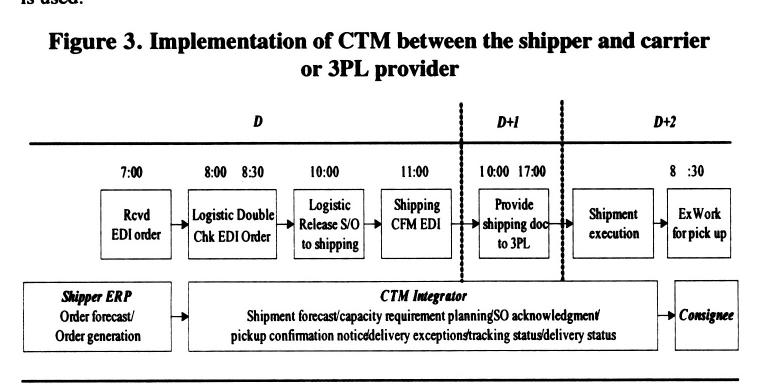 is used.
Figure 3. Implementation of CTM between the shipper and carrier
or 3PL provider
D D+1 D+2
7:00 8:00 8:30 10:00 11:00 10:00 17:00 8 :30
Rcvd
EDI order
Logistic Double
Chk EDI Order
Logistic
Release S/O
to shipping
Shipping
CFM EDI
Provide
shipping doc
to 3PL
Shipment
execution
ExWork
for pick up
Shipper ERP
Order forecast/
Order generation
CTM Integrator
Shipment forecast/capacity requirement planning/SO acknowledgment/
pickup confirmation notice/delivery exceptions/tracking status/delivery status
Consignee